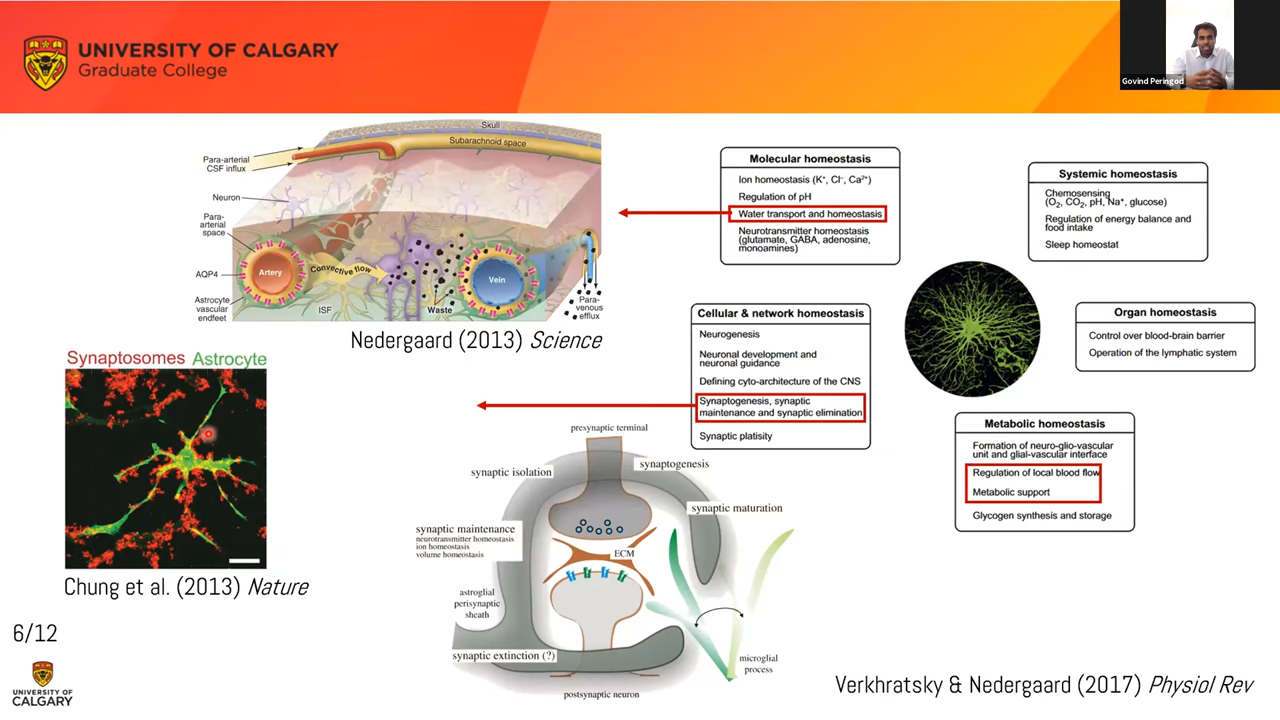 UNIVERSITY OF CALGARY
Graduate College
Govind Peringod
Skull
Subarachnoid space
Para-arterial
CSF influx
Neuron
Para-
arterial
space
AQP4
Astrocyte
vascular
endfeet
Artery
Convective flow
ISF
Waste
Vein
Para-
venous
efflux
Nedergaard (2013) Science
Synaptosomes Astrocyte
Chung et al. (2013) Nature
Molecular homeostasis
Ion homeostasis (K⁺, Cl⁻, Ca²⁺)
Regulation of pH
Water transport and homeostasis
Neurotransmitter homeostasis
(glutamate, GABA, adenosine,
monoamines)
Systemic homeostasis
Chemosensing
(O₂, CO₂, pH, Na⁺, glucose)
Regulation of energy balance and
food intake
Sleep homeostat
Cellular & network homeostasis
Neurogenesis
Neuronal development and
neuronal guidance
Defining cyto-architecture of the CNS
Synaptogenesis, synaptic
maintenance and synaptic elimination
Synaptic platisity
Organ homeostasis
Control over blood-brain barrier
Operation of the lymphatic system
Metabolic homeostasis
Formation of neuro-glio-vascular
unit and glial-vascular interface
Regulation of local blood flow
Metabolic support
Glycogen synthesis and storage
presynaptic terminal
synaptic isolation
synaptogenesis
synaptic maturation
synaptic maintenance
neurotransmitter homeostasis
ion homeostasis
volume homeostasis
ECM
astroglial
perisynaptic
sheath
synaptic extinction (?)
microglial
process
postsynaptic neuron
6/12
UNIVERSITY OF
CALGARY
Verkhratsky & Nedergaard (2017) Physiol Rev